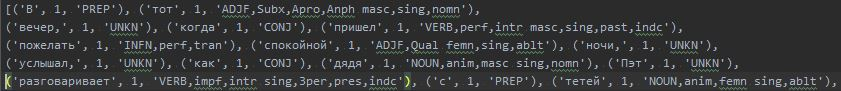 [('В', 1, 'PREP'), ('тот', 1, 'ADJF,Subx,Apro,Anph masc,sing,nomn'),
('вечер,', 1, 'UNKN'), ('когда', 1, 'CONJ'), ('пришел', 1, 'VERB,perf,intr masc,sing,past,indc'),
('пожелать', 1, 'INFN,perf,tran'), ('спокойной', 1, 'ADJF,Qual femn,sing,ablt'), ('ночи,', 1, 'UNKN'),
('услышал,', 1, 'UNKN'), ('как', 1, 'CONJ'), ('дядя', 1, 'NOUN,anim,masc sing,nomn'), ('Пэт', 1, 'UNKN'),
('разговаривает', 1, 'VERB,impf,intr sing,3per,pres,indc'), ('с', 1, 'PREP'), ('тетей', 1, 'NOUN,anim,femn sing,ablt'),